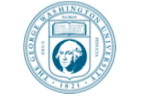 THE GEORGE WASHINGTON UNIVERSITY
· 1821 ·